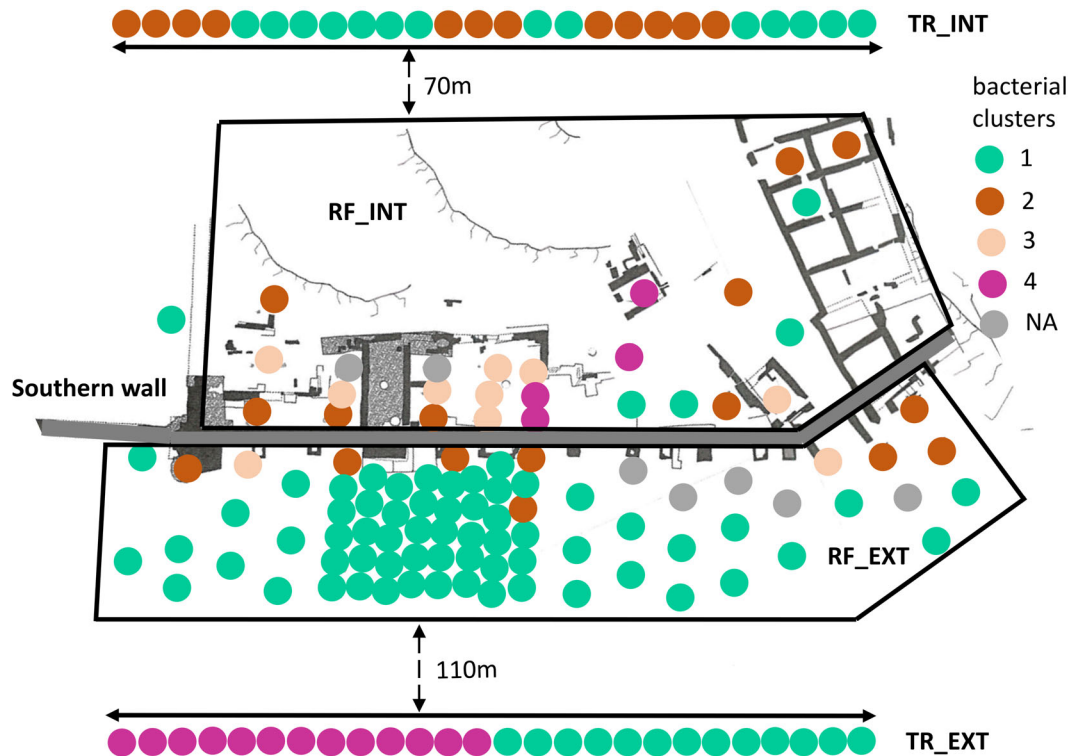 TR_INT
70m
bacterial
clusters
1
2
3
4
NA
RF_INT
Southern wall
RF_EXT
110m
TR_EXT